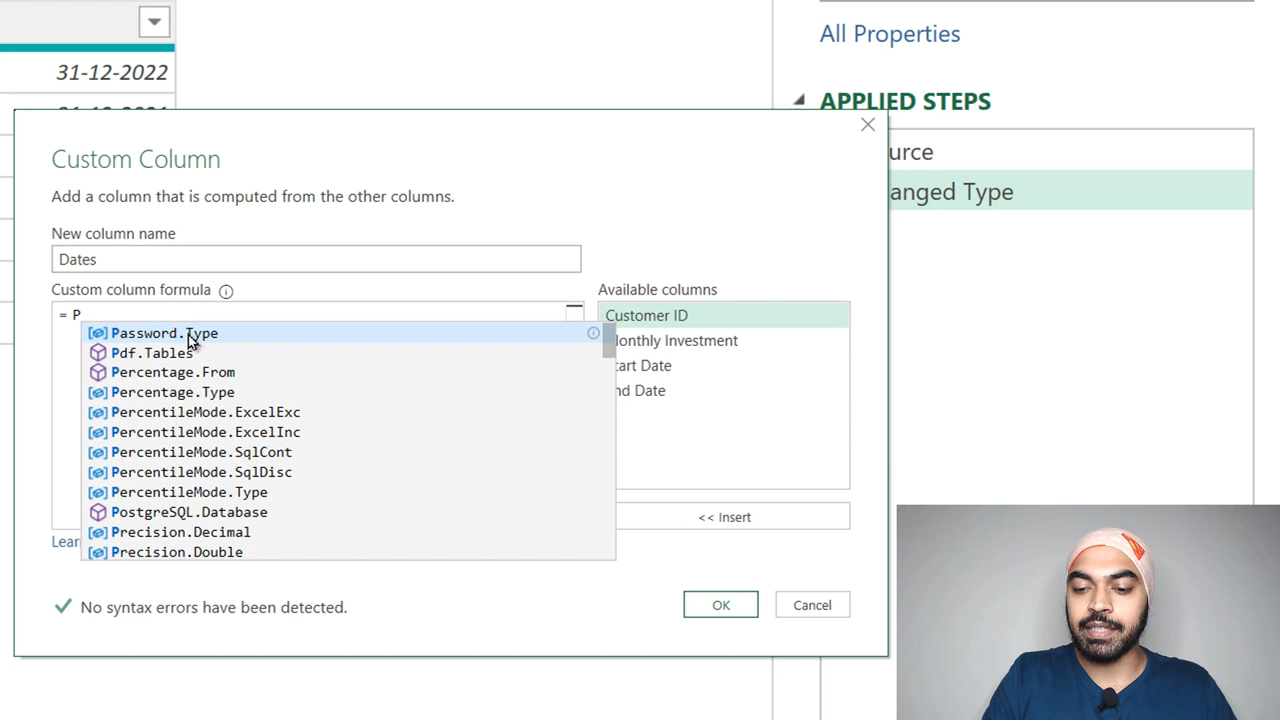 All Properties
31-12-2022
APPLIED STEPS
urce
anged Type
Custom Column
Add a column that is computed from the other columns.
New column name
Dates
Custom column formula
= P
Password.Type
Pdf.Tables
Percentage.From
Percentage.Type
PercentileMode.ExcelExc
PercentileMode.ExcelInc
PercentileMode.SqlCont
PercentileMode.SqlDisc
PercentileMode.Type
PostgreSQL.Database
Precision.Decimal
Precision.Double
Available columns
Customer ID
onthly Investment
tart Date
nd Date
<< Insert
Lear
No syntax errors have been detected.
OK
Cancel